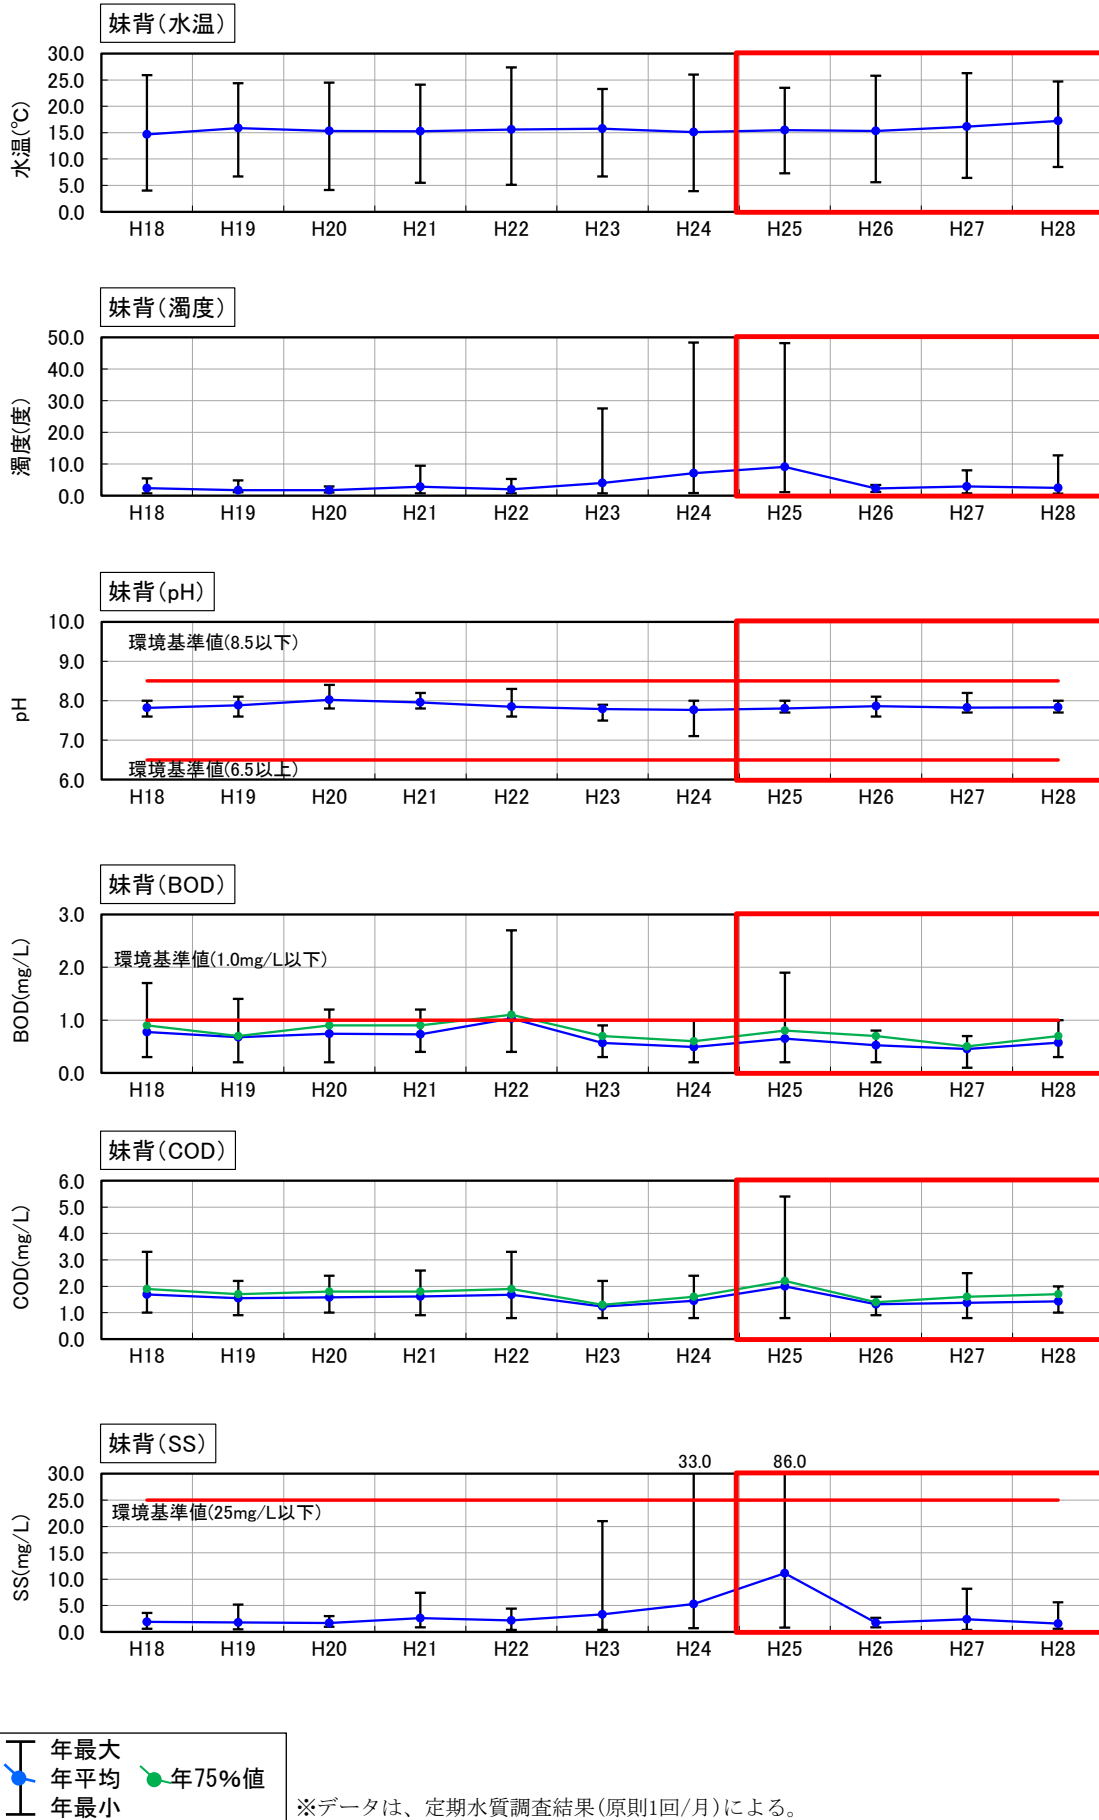 妹背(水温)
30.0
25.0
20.0
15.0
10.0
5.0
0.0
水温(℃)
H18 H19 H20 H21 H22 H23 H24 H25 H26 H27 H28
妹背(濁度)
50.0
40.0
30.0
20.0
10.0
0.0
濁度(度)
H18 H19 H20 H21 H22 H23 H24 H25 H26 H27 H28
妹背(pH)
10.0
9.0
8.0
7.0
6.0
pH
環境基準値(8.5以下)
環境基準値(6.5以上)
H18 H19 H20 H21 H22 H23 H24 H25 H26 H27 H28
妹背(BOD)
3.0
2.0
1.0
0.0
BOD(mg/L)
環境基準値(1.0mg/L以下)
H18 H19 H20 H21 H22 H23 H24 H25 H26 H27 H28
妹背(COD)
6.0
5.0
4.0
3.0
2.0
1.0
0.0
COD(mg/L)
H18 H19 H20 H21 H22 H23 H24 H25 H26 H27 H28
妹背(SS)
33.0 86.0
30.0
25.0
20.0
15.0
10.0
5.0
0.0
SS(mg/L)
環境基準値(25mg/L以下)
H18 H19 H20 H21 H22 H23 H24 H25 H26 H27 H28
年最大
年平均 年75%値
年最小
※データは、定期水質調査結果(原則1回/月)による。